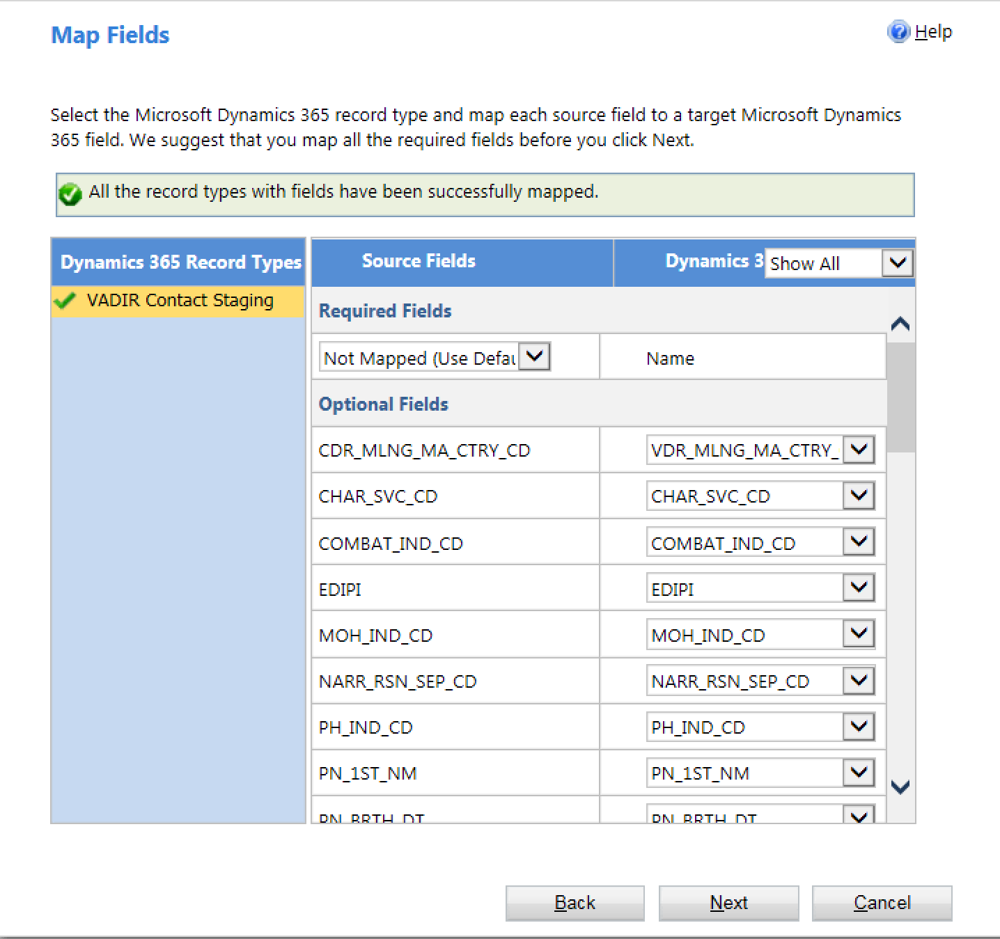 Map Fields
Help
Select the Microsoft Dynamics 365 record type and map each source field to a target Microsoft Dynamics
365 field. We suggest that you map all the required fields before you click Next.
All the record types with fields have been successfully mapped.
Dynamics 365 Record Types
VADIR Contact Staging
Source Fields
Dynamics 3
Show All
Required Fields
Not Mapped (Use Defau
Name
Optional Fields
CDR_MLNG_MA_CTRY_CD
VDR_MLNG_MA_CTRY_
CHAR_SVC_CD
CHAR_SVC_CD
COMBAT_IND_CD
COMBAT_IND_CD
EDIPI
EDIPI
MOH_IND_CD
MOH_IND_CD
NARR_RSN_SEP_CD
NARR_RSN_SEP_CD
PH_IND_CD
PH_IND_CD
PN_1ST_NM
PN_1ST_NM
PN_BRTH_DT
PN_BRTH_DT
Back
Next
Cancel